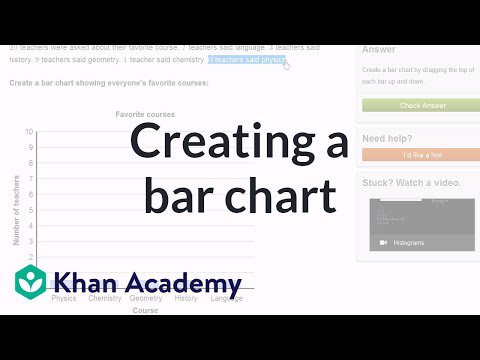 20 teachers were asked about their favorite course. 7 teachers said language. 3 teachers said
history. 9 teachers said geometry. 1 teacher said chemistry. teachers said physics
Create a bar chart showing everyone's favorite courses:
Favorite courses
10
9
8
7
6
5
4
3
2
Number of teachers
Physics Chemistry Geometry History Language
Course
Creating a
bar chart
Khan Academy
Answer
Create a bar chart by dragging the top of
each bar up and down.
Check Answer
Need help?
I'd like a hint
Stuck? Watch a video.
Histograms